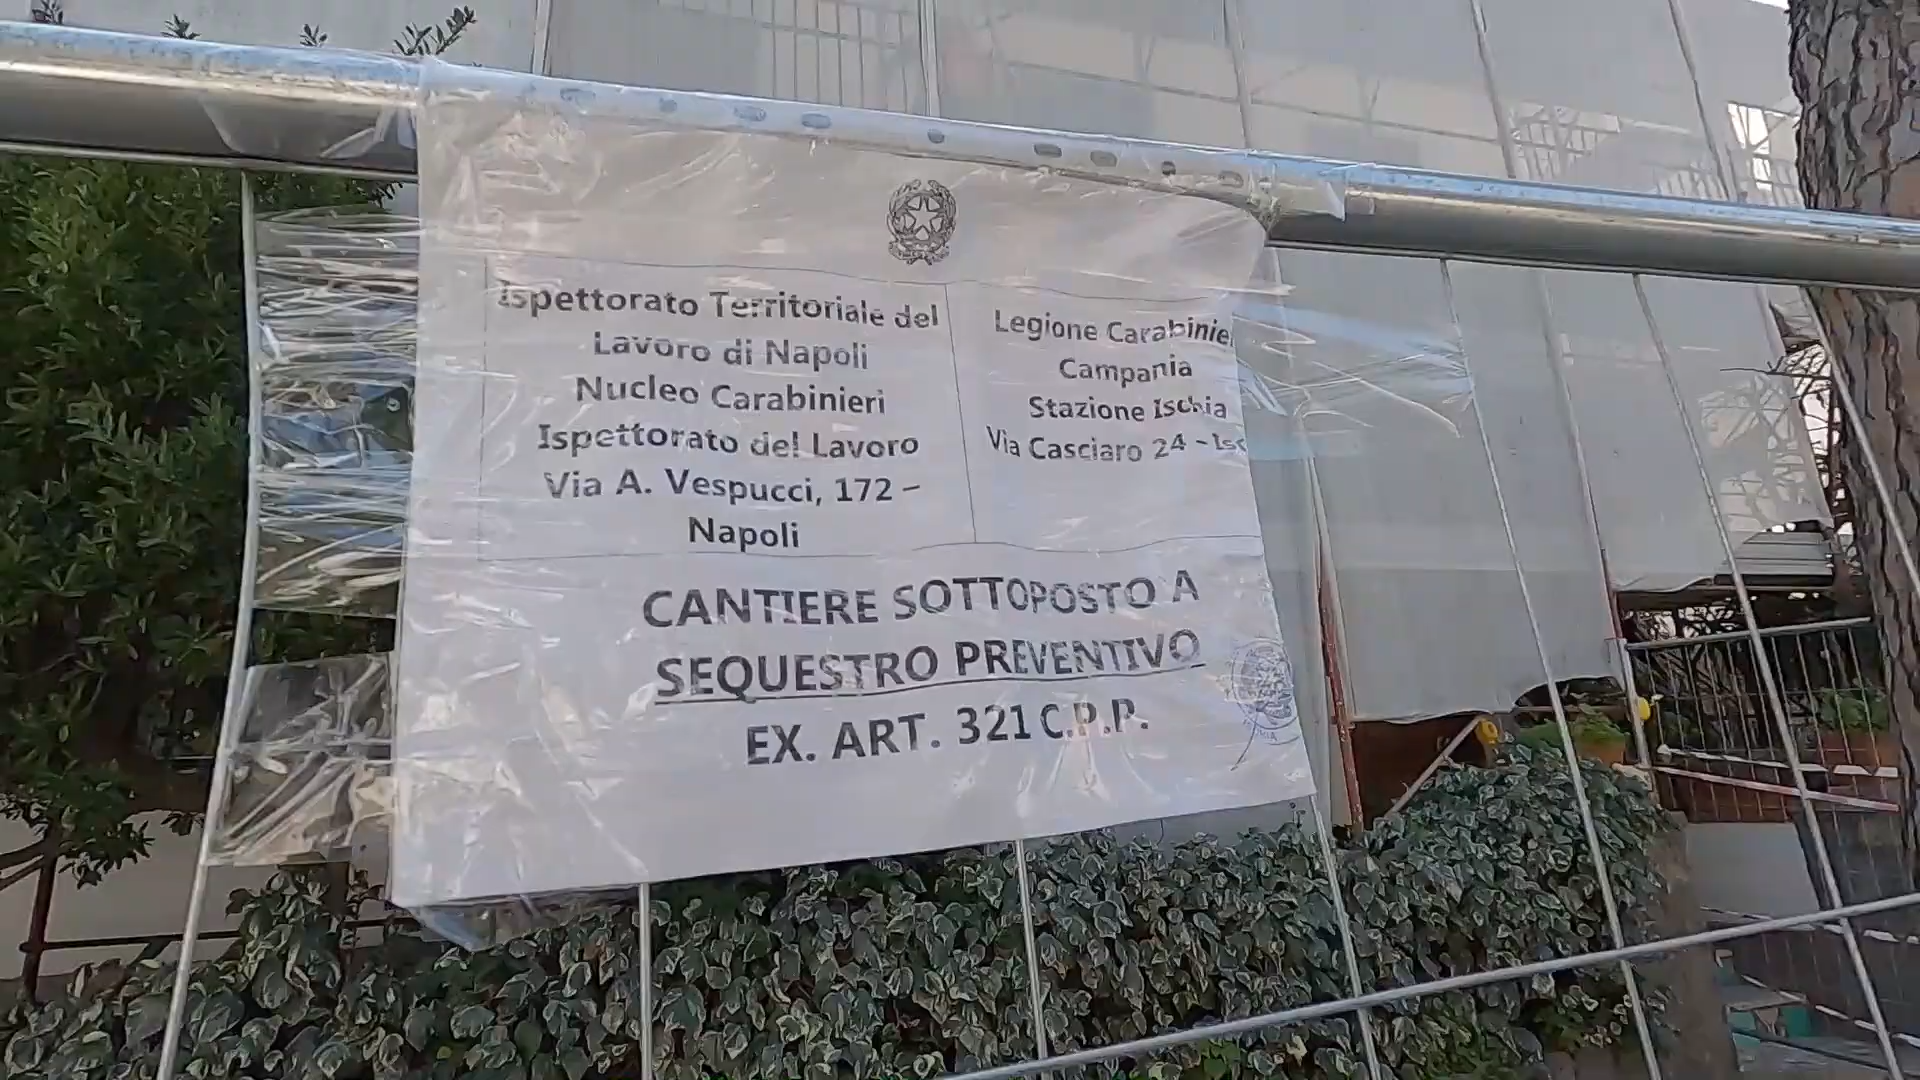 Ispettorato Territoriale del
Lavoro di Napoli
Nucleo Carabinieri
Ispettorato del Lavoro
Via A. Vespucci, 172 –
Napoli
Legione Carabinie
Campania
Stazione Ischia
Via Casciaro 24 - Isc
CANTIERE SOTTOPOSTO A
SEQUESTRO PREVENTIVO
EX. ART. 321 C.P.P.